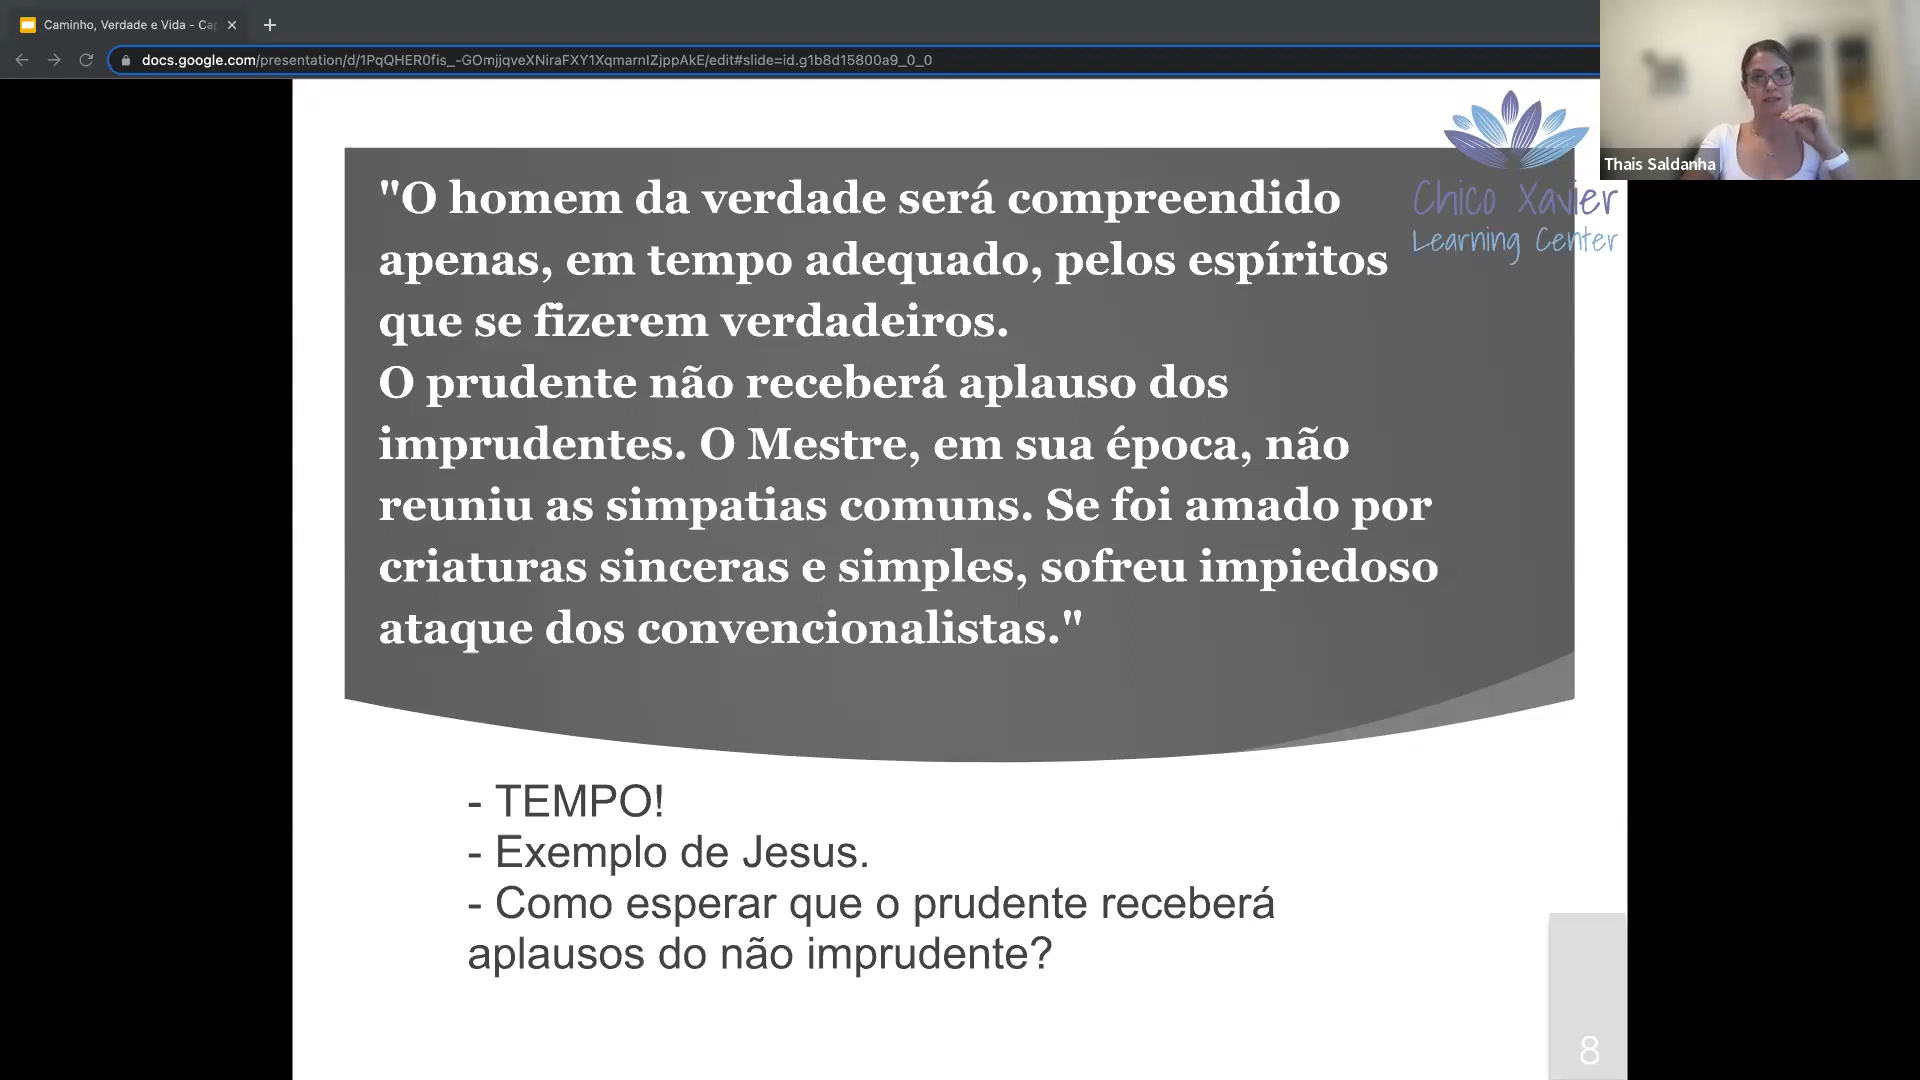 Caminho, Verdade e Vida - Cap
docs.google.com/presentation/d/1PqQHER0fis_-GOmjjqveXNiraFXY1XqmarnIZjppAkE/edit#slide=id.g1b8d15800a9_0_0
Thais Saldanha
Chico Xavier
Learning Center
"O homem da verdade será compreendido
apenas, em tempo adequado, pelos espíritos
que se fizerem verdadeiros.
O prudente não receberá aplauso dos
imprudentes. O Mestre, em sua época, não
reuniu as simpatias comuns. Se foi amado por
criaturas sinceras e simples, sofreu impiedoso
ataque dos convencionalistas."
- TEMPO!
- Exemplo de Jesus.
- Como esperar que o prudente receberá
aplausos do não imprudente?
8